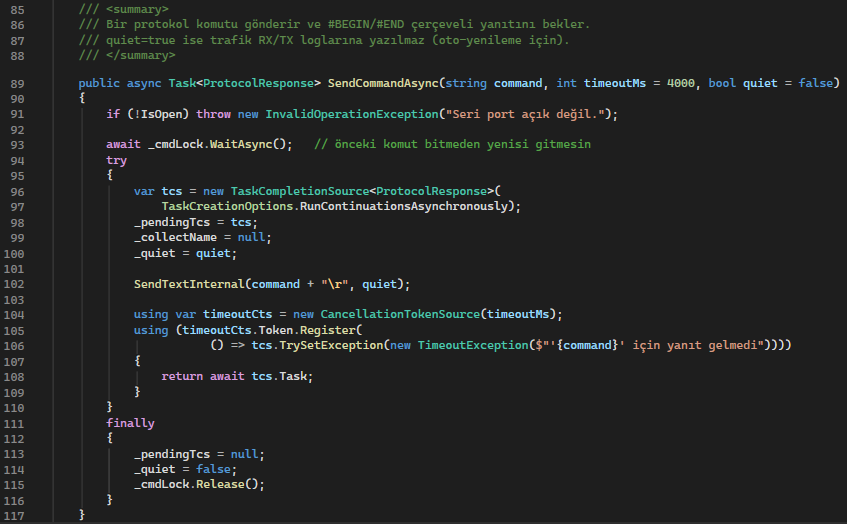 85 /// <summary>
86 /// Bir protokol komutu gönderir ve #BEGIN/#END çerçeveli yanıtını bekler.
87 /// quiet=true ise trafik RX/TX loglarına yazılmaz (oto-yenileme için).
88 /// </summary>
89 public async Task<ProtocolResponse> SendCommandAsync(string command, int timeoutMs = 4000, bool quiet = false)
90 {
91     if (!IsOpen) throw new InvalidOperationException("Seri port açık değil.");
92
93     await _cmdLock.WaitAsync();   // önceki komut bitmeden yenisi gitmesin
94     try
95     {
96         var tcs = new TaskCompletionSource<ProtocolResponse>(
97             TaskCreationOptions.RunContinuationsAsynchronously);
98         _pendingTcs = tcs;
99         _collectName = null;
100         _quiet = quiet;
101
102         SendTextInternal(command + "\r", quiet);
103
104         using var timeoutCts = new CancellationTokenSource(timeoutMs);
105         using (timeoutCts.Token.Register(
106                    () => tcs.TrySetException(new TimeoutException($"'{command}' için yanıt gelmedi"))))
107         {
108             return await tcs.Task;
109         }
110     }
111     finally
112     {
113         _pendingTcs = null;
114         _quiet = false;
115         _cmdLock.Release();
116     }
117 }